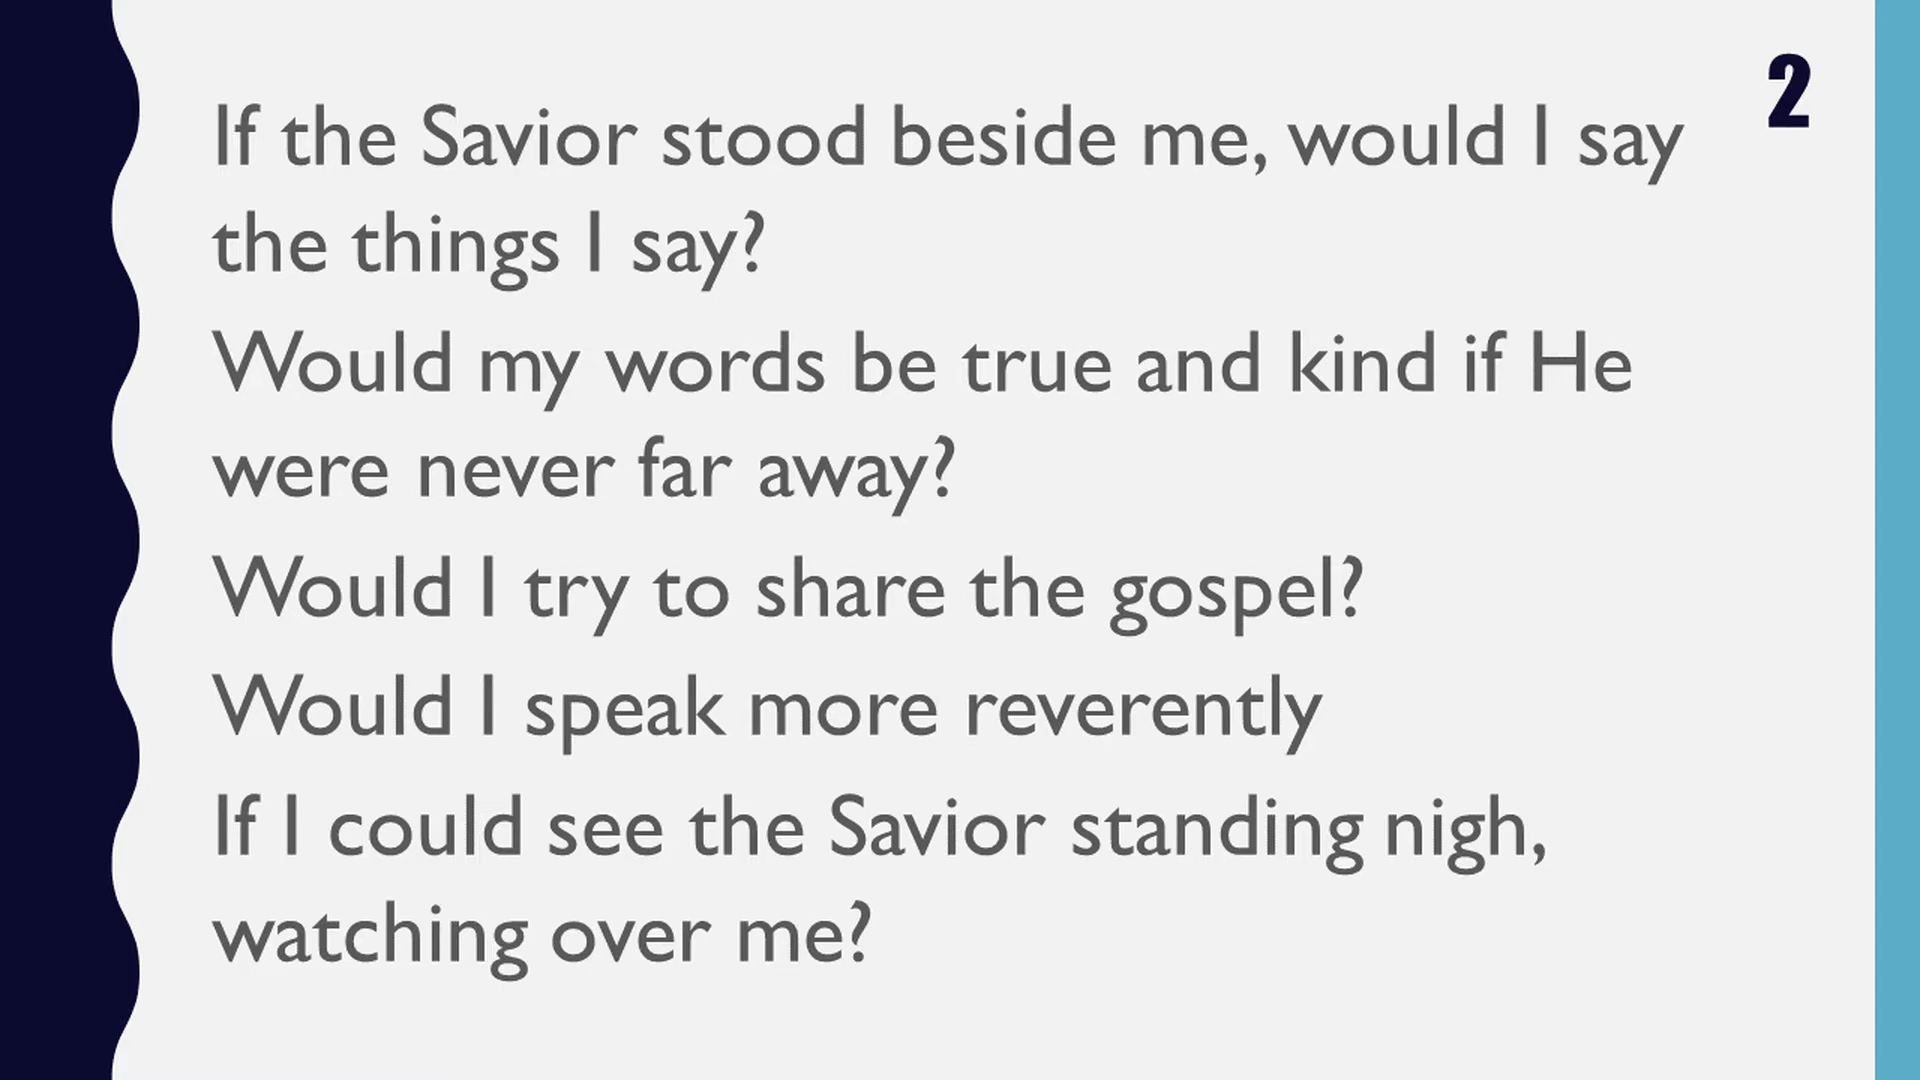 2
If the Savior stood beside me, would I say
the things I say?
Would my words be true and kind if He
were never far away?
Would I try to share the gospel?
Would I speak more reverently
If I could see the Savior standing nigh,
watching over me?